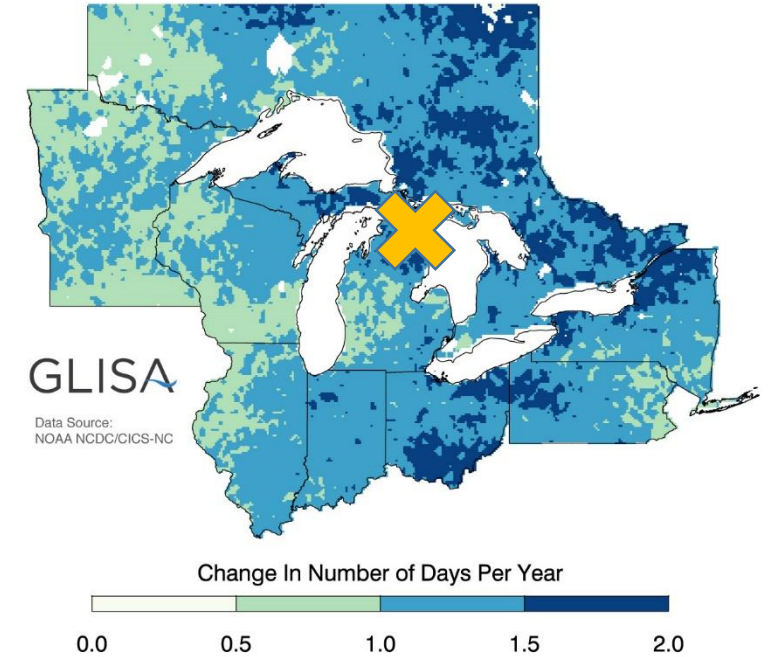 GLISA
Data Source:
NOAA NCDC/CICS-NC
Change In Number of Days Per Year
0.0 0.5 1.0 1.5 2.0